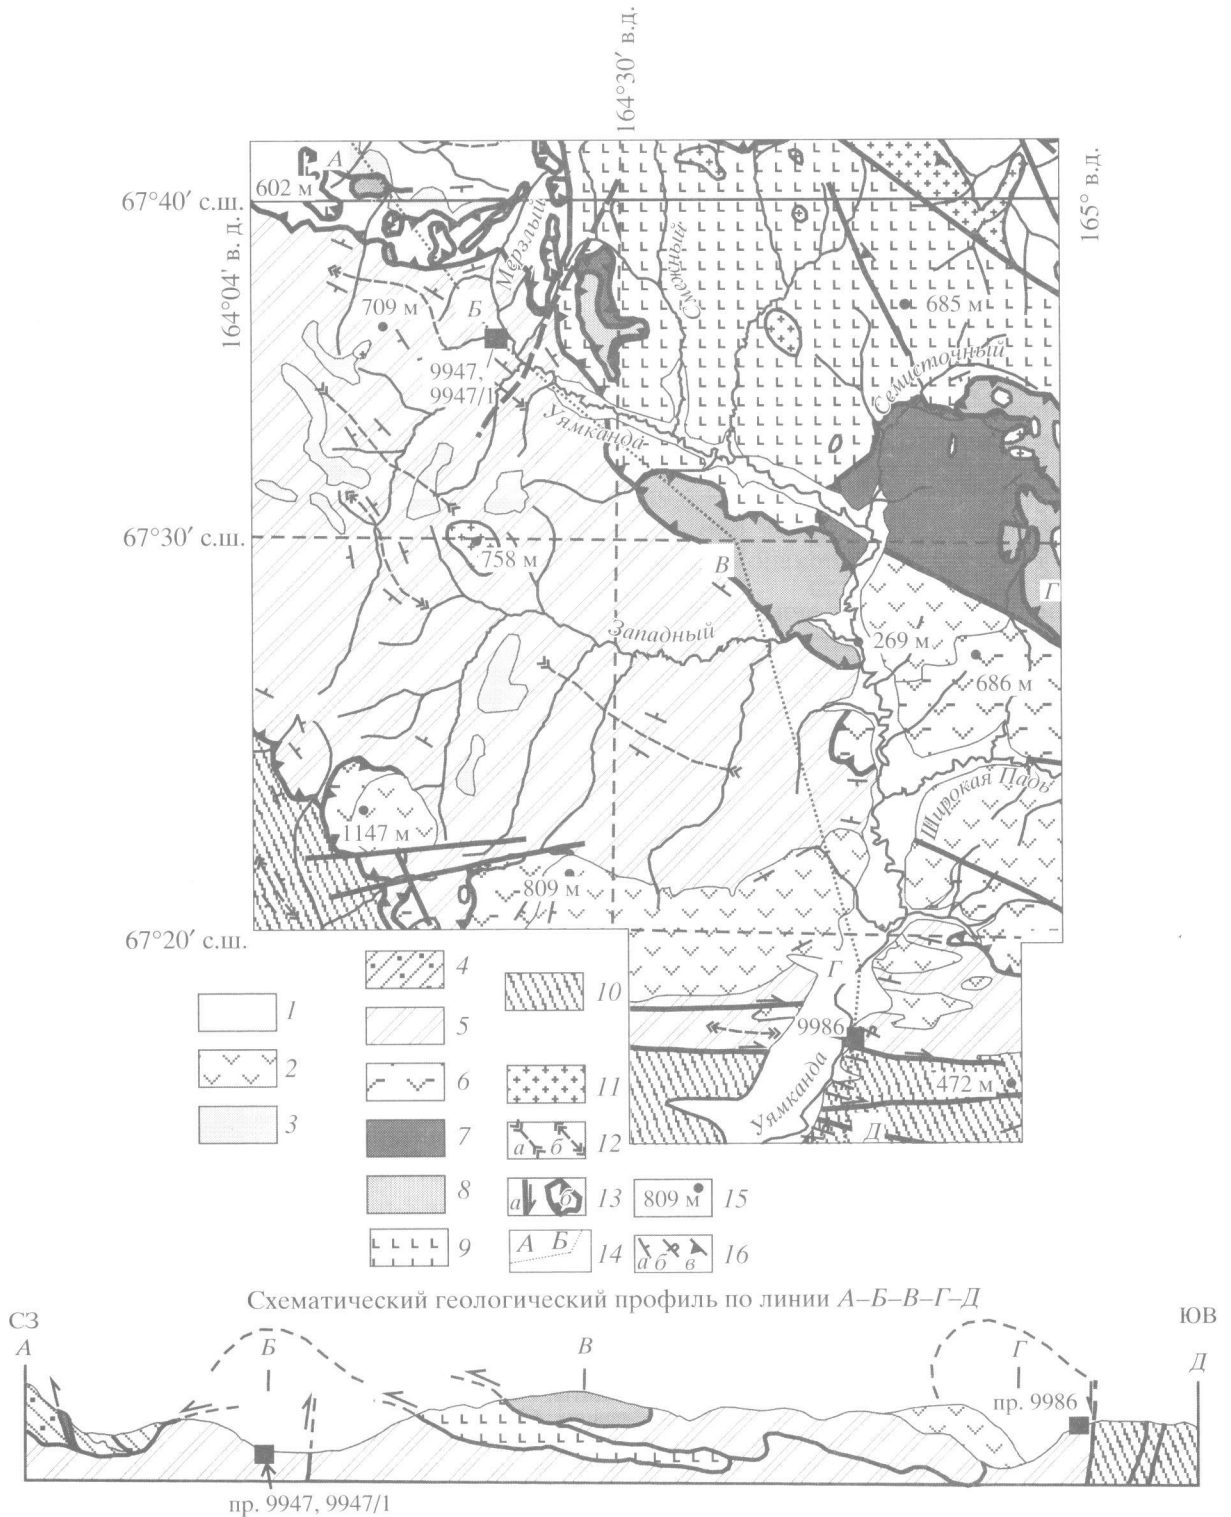 164°30′ в.д.
165° в.д.
67°40′ с.ш.
164°04' в. д.
А
602 м
Мерзлый
Смежный
709 м
Б
685 м
9947,
9947/1
Уямканда
Семисточный
67°30′ с.ш.
758 м
В
Г
Западный
269 м
686 м
1147 м
Широкая Падь
809 м
67°20′ с.ш.
Г
9986
472 м
Уямканда
Д
1
2
3
4
5
6
7
8
9
10
11
а б 12
а б 13
А Б 14
809 м 15
а б в 16
Схематический геологический профиль по линии А–Б–В–Г–Д
СЗ
ЮВ
А
Б
В
Г
Д
пр. 9986
пр. 9947, 9947/1